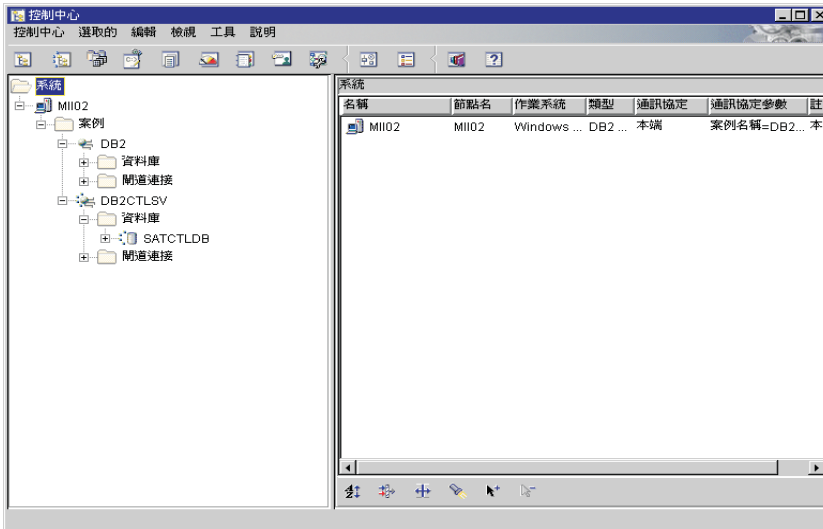 控制中心
控制中心 選取的 編輯 檢視 工具 說明
系統
MII02
案例
DB2
資料庫
閘道連接
DB2CTLSV
資料庫
SATCTLDB
閘道連接
系統
名稱 節點名 作業系統 類型 通訊協定 通訊協定參數 註
MII02 MII02 Windows ... DB2 ... 本端 案例名稱=DB2... 本